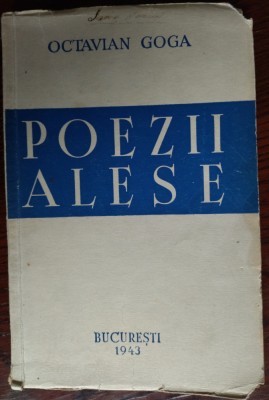 OCTAVIAN GOGA
POEZII
ALESE
BUCUREȘTI
1943